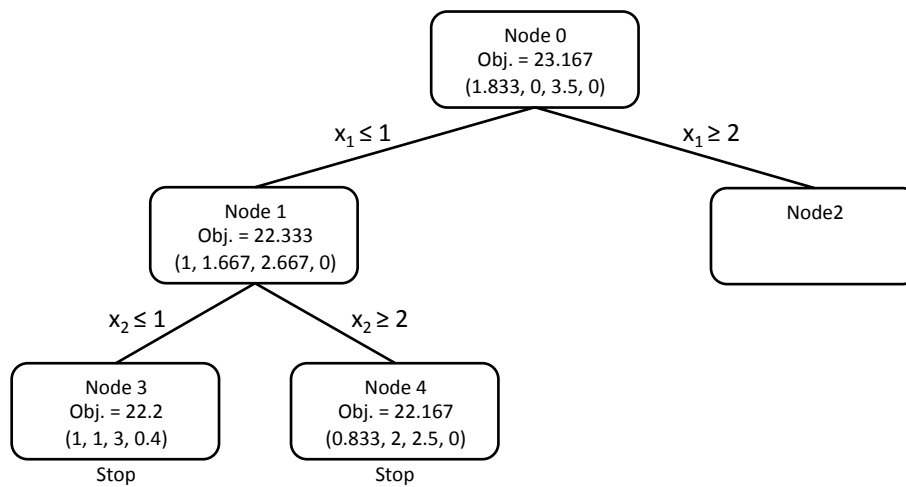 Node 0
Obj. = 23.167
(1.833, 0, 3.5, 0)
x₁ ≤ 1
x₁ ≥ 2
Node 1
Obj. = 22.333
(1, 1.667, 2.667, 0)
Node2
x₂ ≤ 1
x₂ ≥ 2
Node 3
Obj. = 22.2
(1, 1, 3, 0.4)
Stop
Node 4
Obj. = 22.167
(0.833, 2, 2.5, 0)
Stop